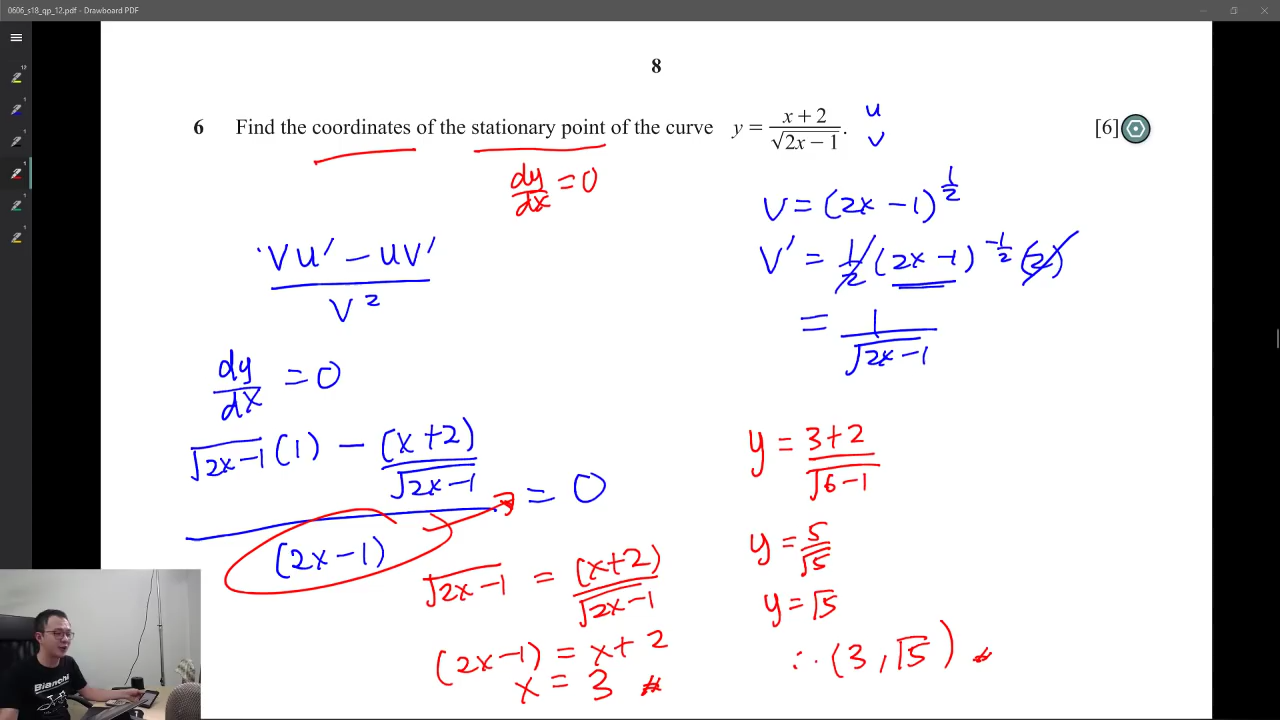 0606_s18_qp_12.pdf - Drawboard PDF
8
6 Find the coordinates of the stationary point of the curve y = (x + 2)/√(2x − 1). [6]
u
v
dy/dx = 0
v = (2x − 1)^(1/2)
v' = 1/2 (2x − 1)^(−1/2) (2)
= 1/√(2x−1)
(vu' − uv')/v²
dy/dx = 0
(√(2x−1) (1) − (x+2)/√(2x−1))/(2x−1) = 0
√(2x−1) = (x+2)/√(2x−1)
(2x−1) = x + 2
x = 3
y = (3+2)/√(6−1)
y = 5/√5
y = √5
∴ (3, √5)
Bianchi